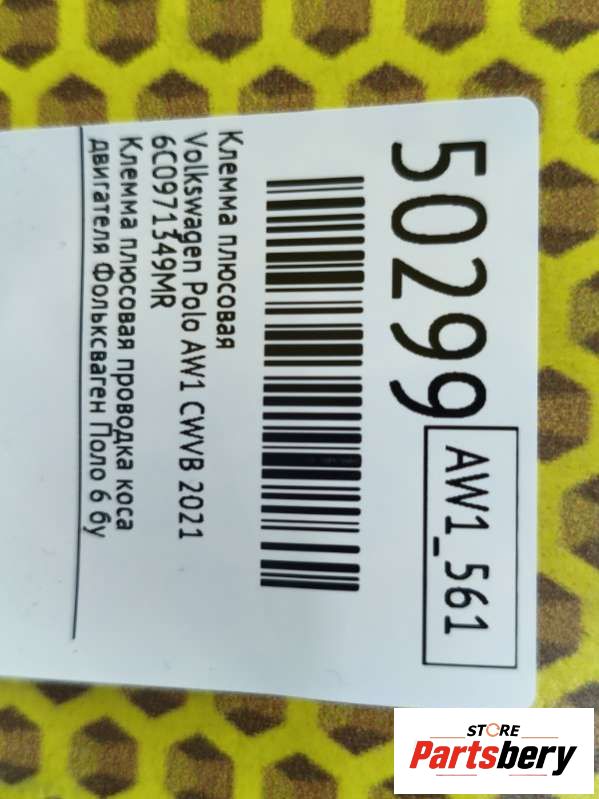 50299
AW1_561
Клемма плюсовая
Volkswagen Polo AW1 CWVB 2021
6C0971349MR
Клемма плюсовая проводка коса
двигателя Фольксваген Поло 6 бу
STORE
Partsbery